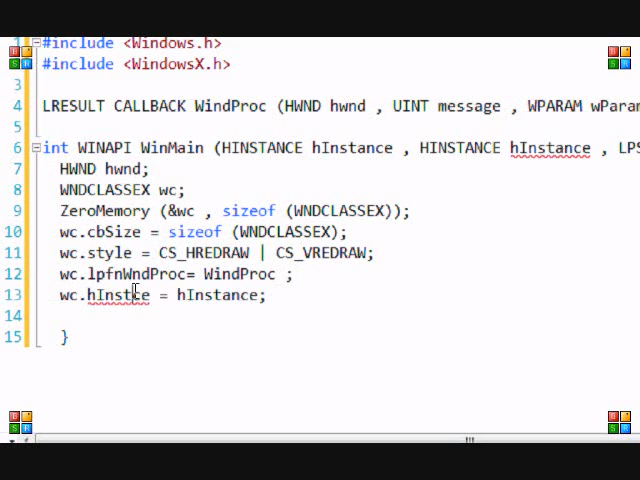 1 #include <Windows.h>
2 #include <WindowsX.h>
3
4 LRESULT CALLBACK WindProc (HWND hwnd , UINT message , WPARAM wParam
5
6 int WINAPI WinMain (HINSTANCE hInstance , HINSTANCE hInstance , LPS
7 HWND hwnd;
8 WNDCLASSEX wc;
9 ZeroMemory (&wc , sizeof (WNDCLASSEX));
10 wc.cbSize = sizeof (WNDCLASSEX);
11 wc.style = CS_HREDRAW | CS_VREDRAW;
12 wc.lpfnWndProc= WindProc ;
13 wc.hInstce = hInstance;
14
15 }